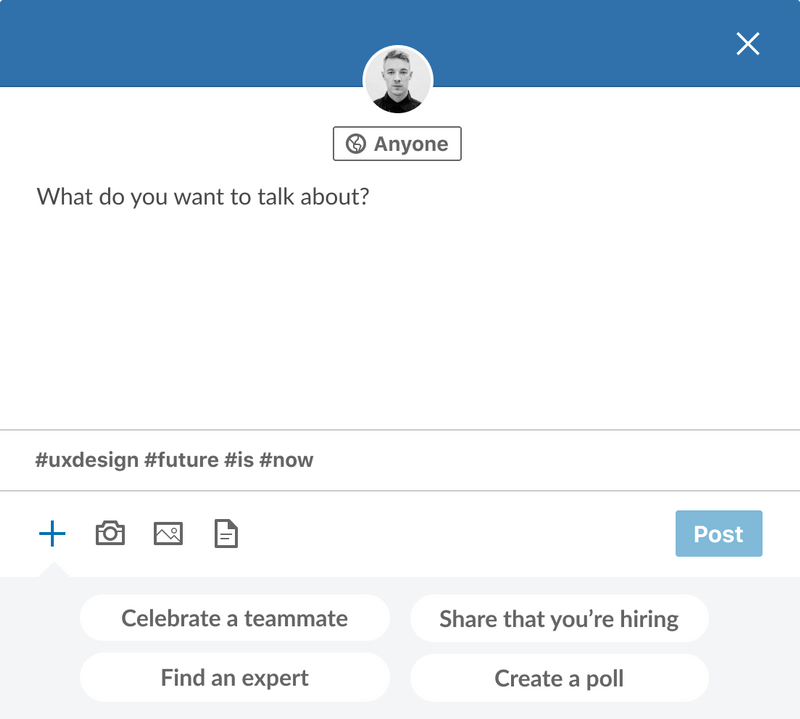 Anyone
What do you want to talk about?
#uxdesign #future #is #now
Post
Celebrate a teammate
Share that you’re hiring
Find an expert
Create a poll